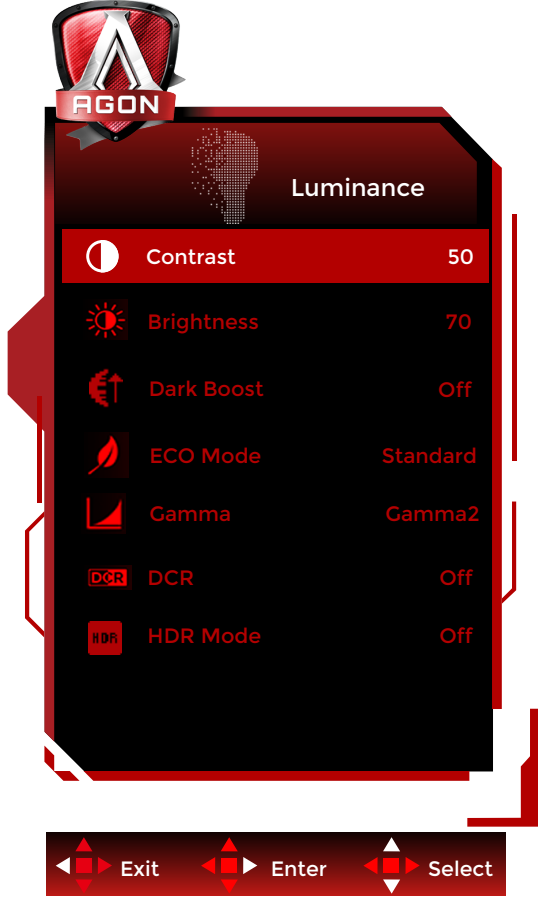 AGON
Luminance
Contrast 50
Brightness 70
Dark Boost Off
ECO Mode Standard
Gamma Gamma2
DCR DCR Off
HDR HDR Mode Off
Exit Enter Select